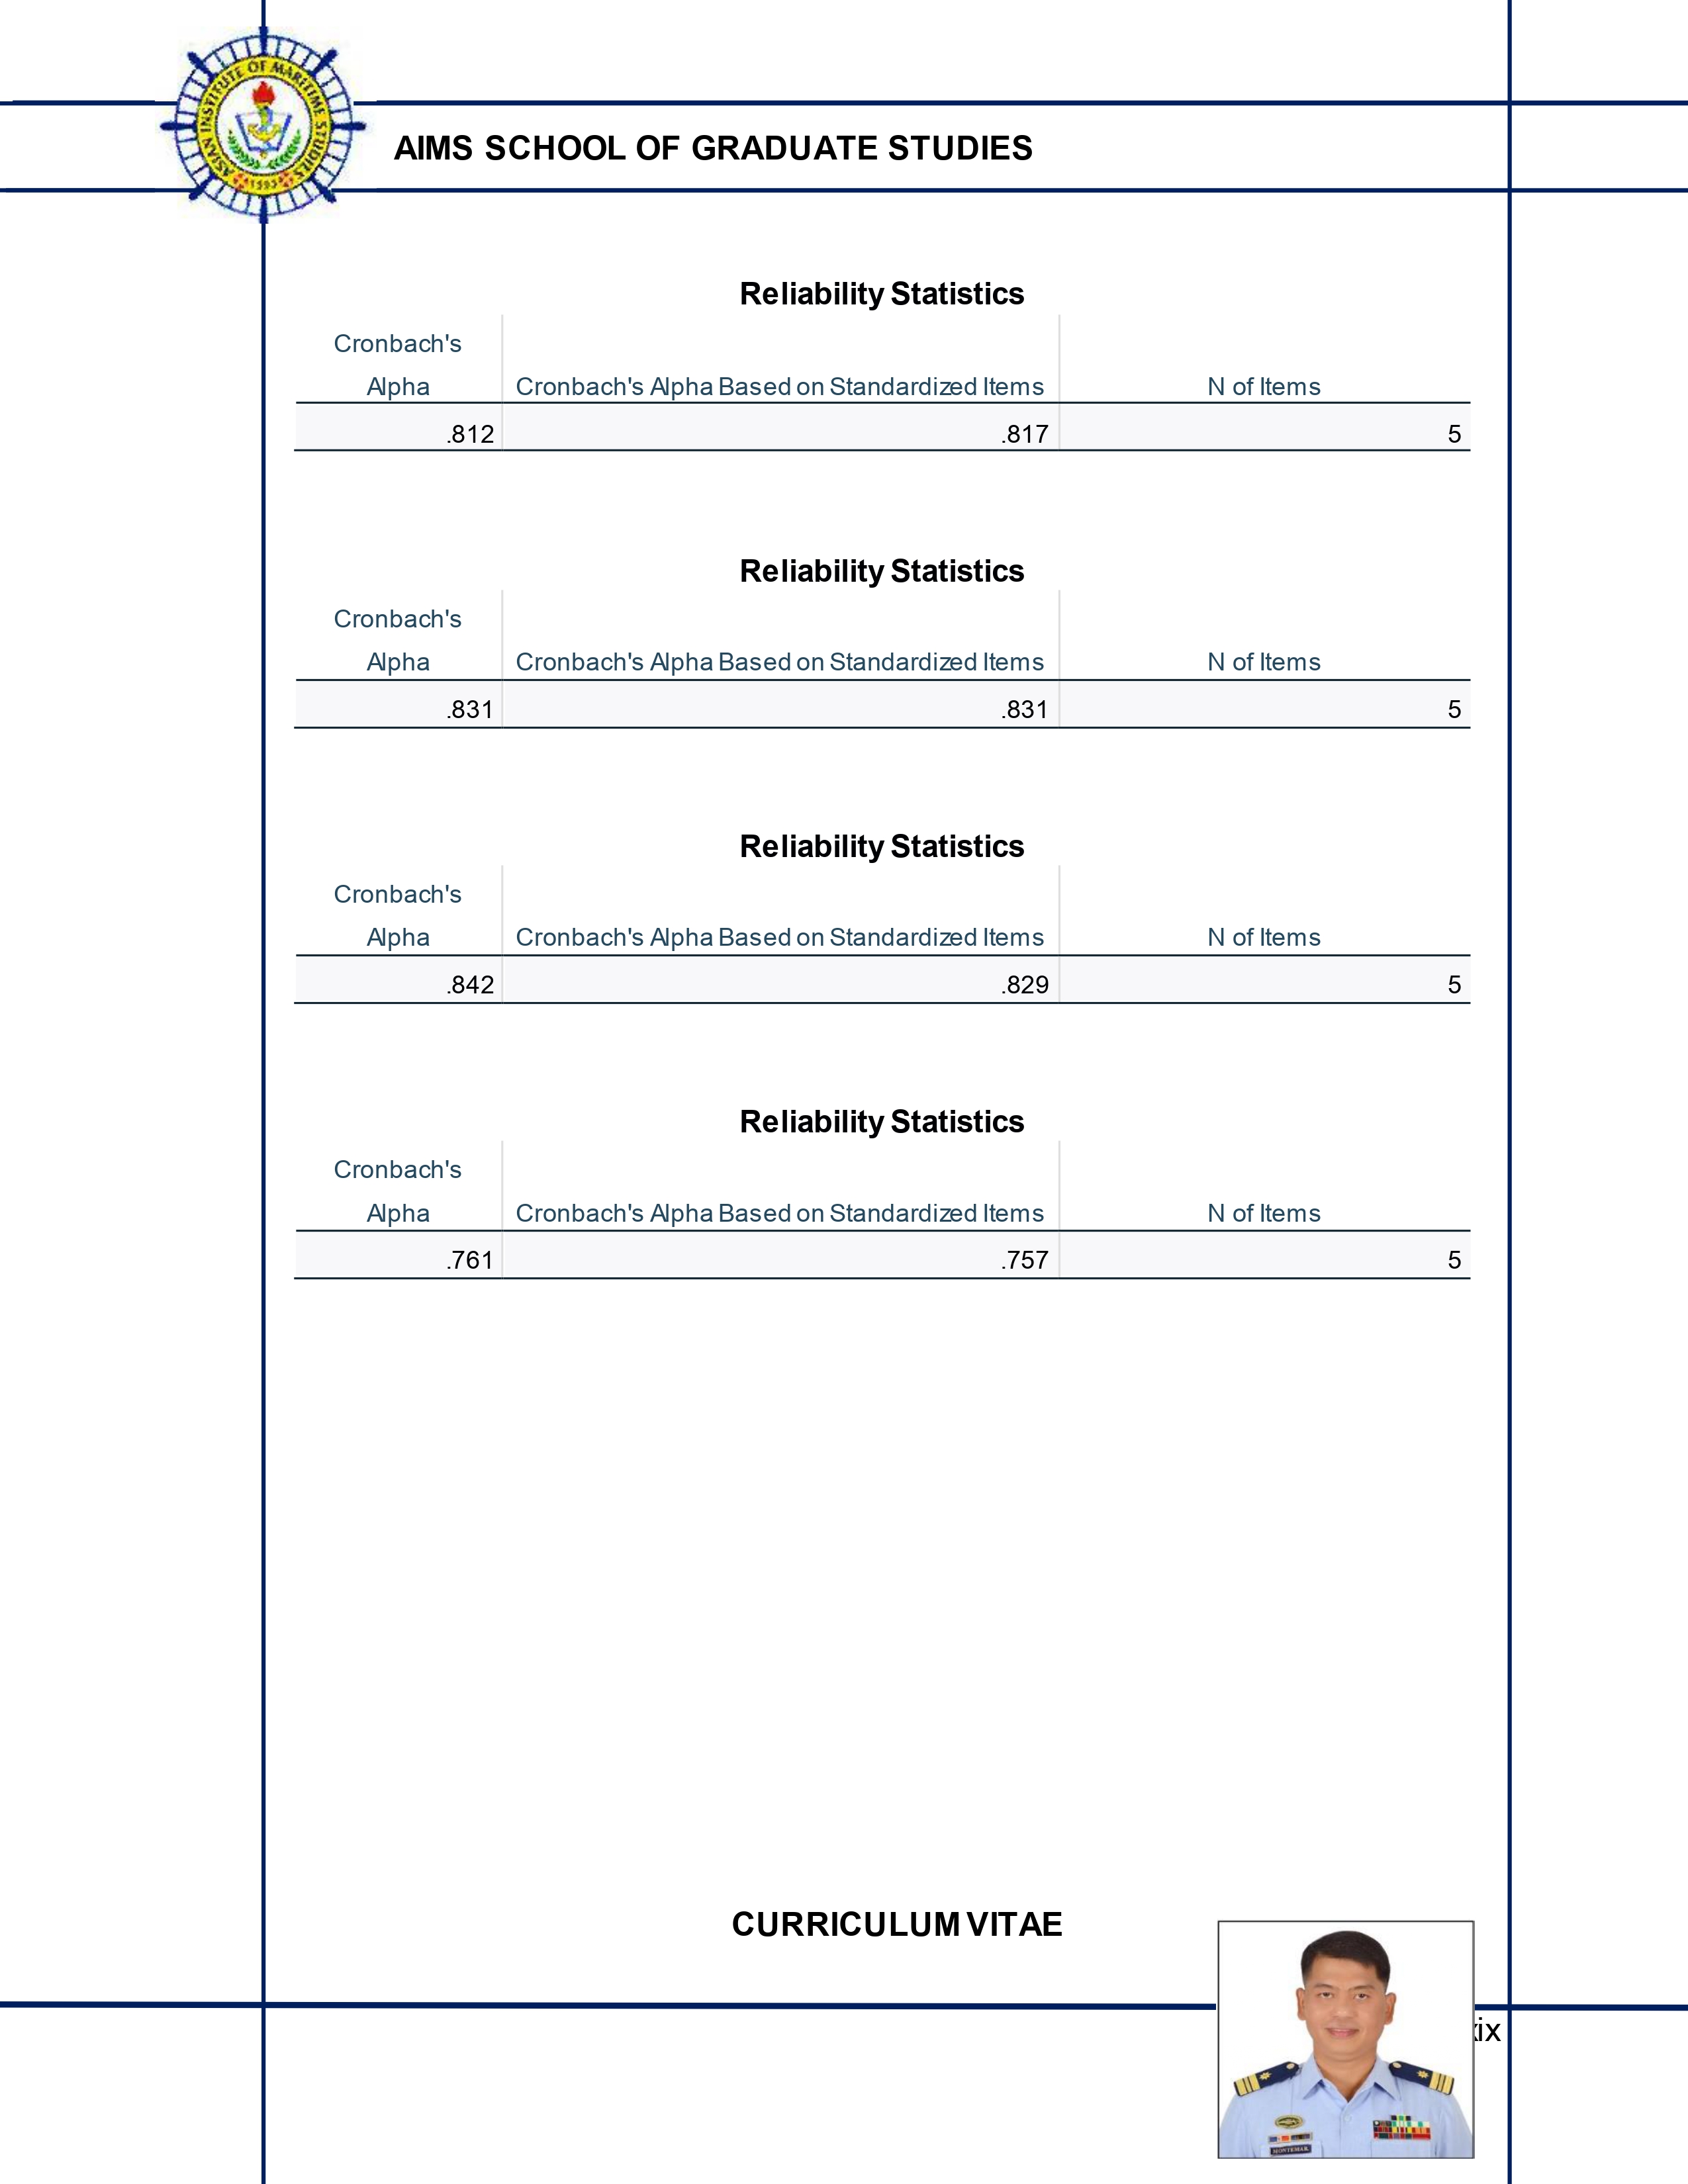 ASIAN INSTITUTE OF MARITIME STUDIES
1993
AIMS SCHOOL OF GRADUATE STUDIES
Reliability Statistics
Cronbach's
Alpha Cronbach's Alpha Based on Standardized Items N of Items
.812 .817 5
Reliability Statistics
Cronbach's
Alpha Cronbach's Alpha Based on Standardized Items N of Items
.831 .831 5
Reliability Statistics
Cronbach's
Alpha Cronbach's Alpha Based on Standardized Items N of Items
.842 .829 5
Reliability Statistics
Cronbach's
Alpha Cronbach's Alpha Based on Standardized Items N of Items
.761 .757 5
CURRICULUM VITAE
MONTEMAR